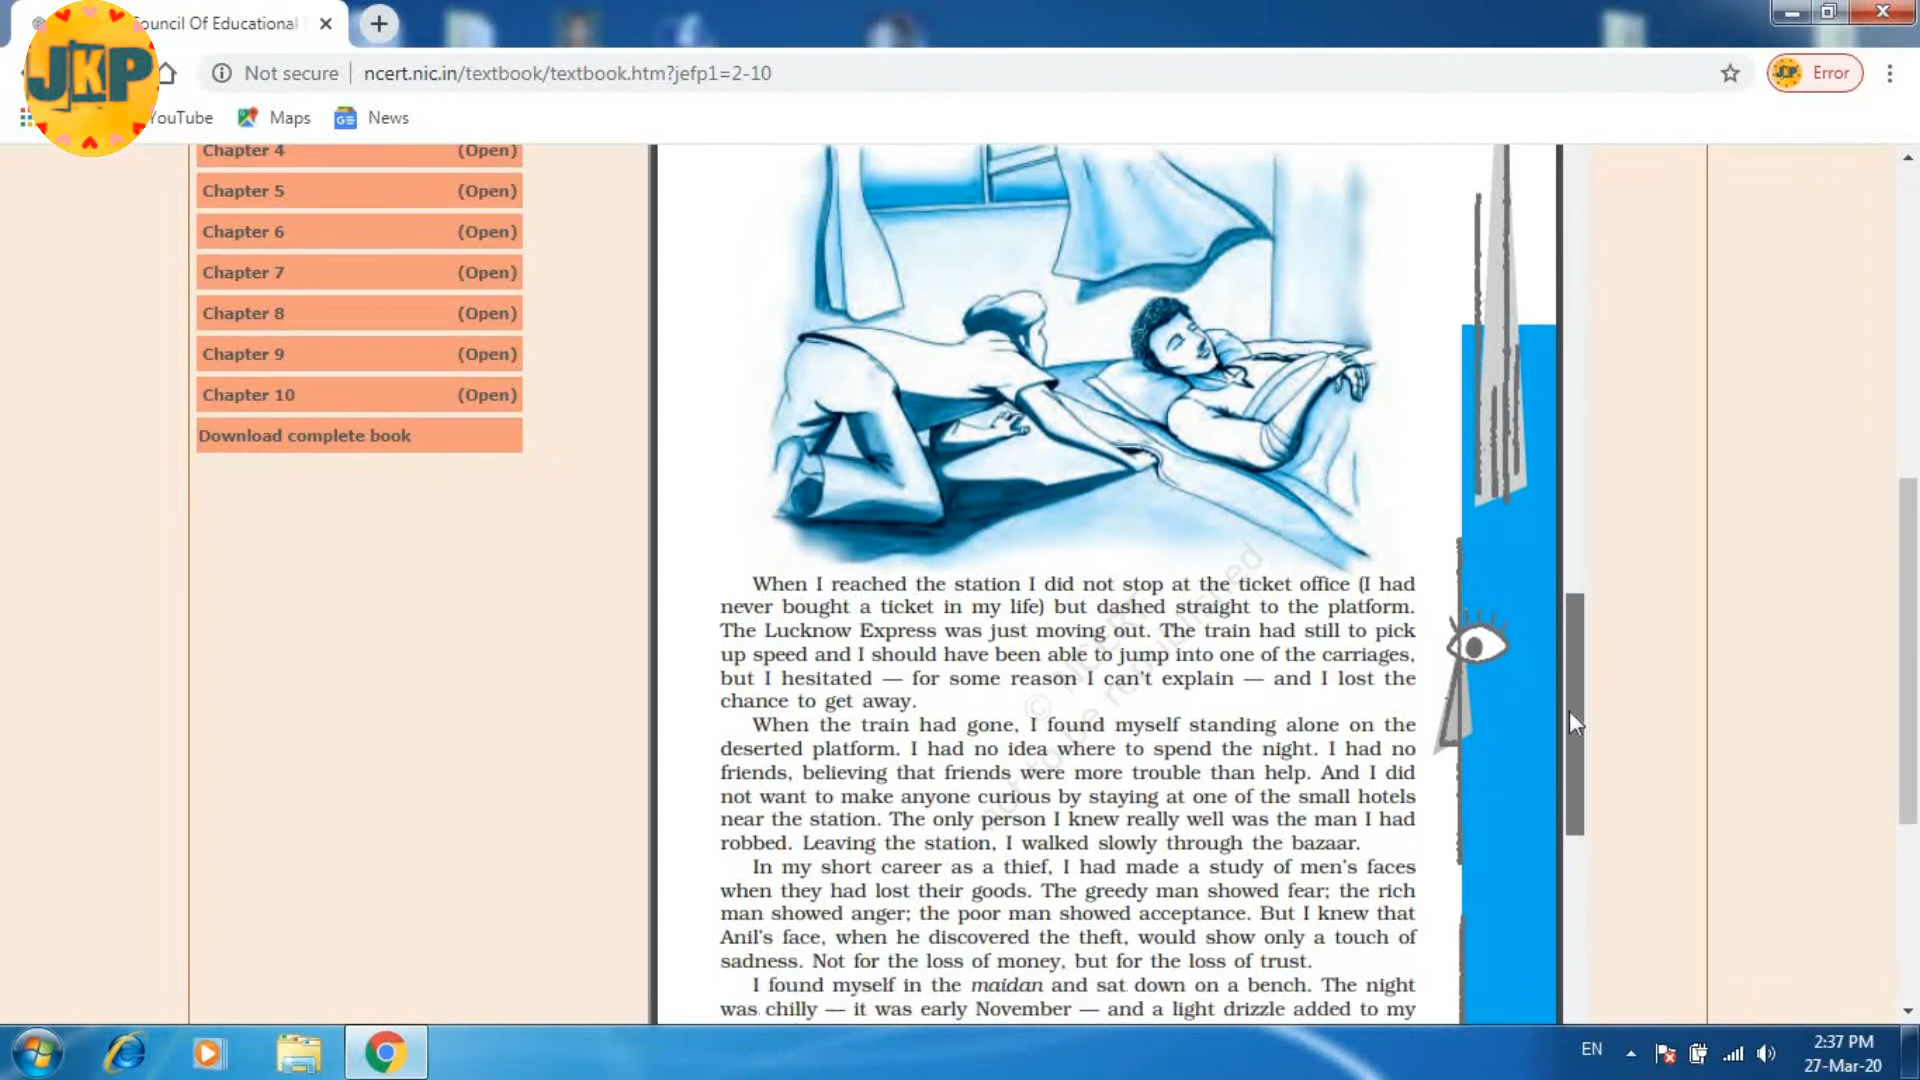 ouncil Of Educational
JKP
Not secure
ncert.nic.in/textbook/textbook.htm?jefp1=2-10
Error
YouTube
Maps
News
Chapter 4 (Open)
Chapter 5 (Open)
Chapter 6 (Open)
Chapter 7 (Open)
Chapter 8 (Open)
Chapter 9 (Open)
Chapter 10 (Open)
Download complete book
When I reached the station I did not stop at the ticket office (I had
never bought a ticket in my life) but dashed straight to the platform.
The Lucknow Express was just moving out. The train had still to pick
up speed and I should have been able to jump into one of the carriages,
but I hesitated — for some reason I can't explain — and I lost the
chance to get away.
When the train had gone, I found myself standing alone on the
deserted platform. I had no idea where to spend the night. I had no
friends, believing that friends were more trouble than help. And I did
not want to make anyone curious by staying at one of the small hotels
near the station. The only person I knew really well was the man I had
robbed. Leaving the station, I walked slowly through the bazaar.
In my short career as a thief, I had made a study of men's faces
when they had lost their goods. The greedy man showed fear; the rich
man showed anger; the poor man showed acceptance. But I knew that
Anil's face, when he discovered the theft, would show only a touch of
sadness. Not for the loss of money, but for the loss of trust.
I found myself in the maidan and sat down on a bench. The night
was chilly — it was early November — and a light drizzle added to my
© NCERT
not to be republished
EN
2:37 PM
27-Mar-20